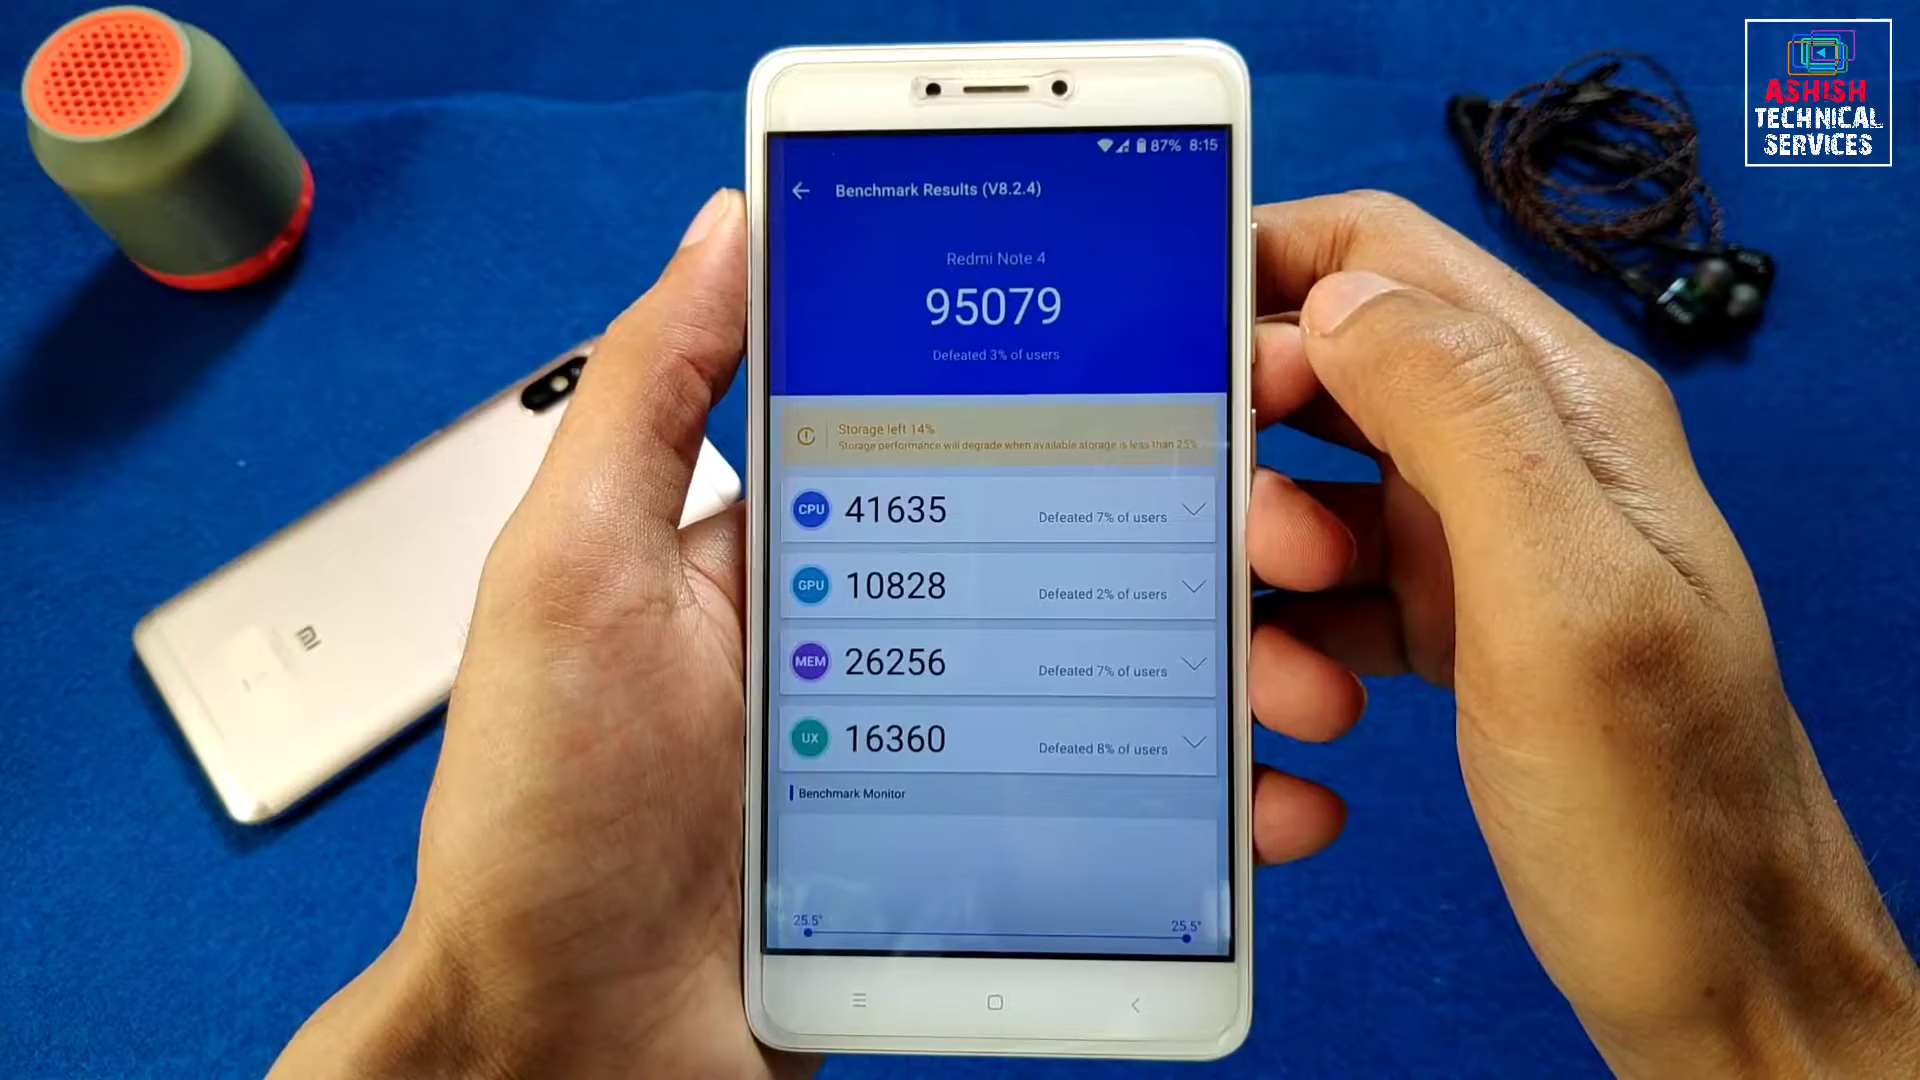 ASHISH
TECHNICAL
SERVICES
87% 8:15
Benchmark Results (V8.2.4)
Redmi Note 4
95079
Defeated 3% of users
Storage left 14%
Storage performance will degrade when available storage is less than 25%
CPU 41635 Defeated 7% of users
GPU 10828 Defeated 2% of users
MEM 26256 Defeated 7% of users
UX 16360 Defeated 8% of users
Benchmark Monitor
25.5° 25.5°
mi